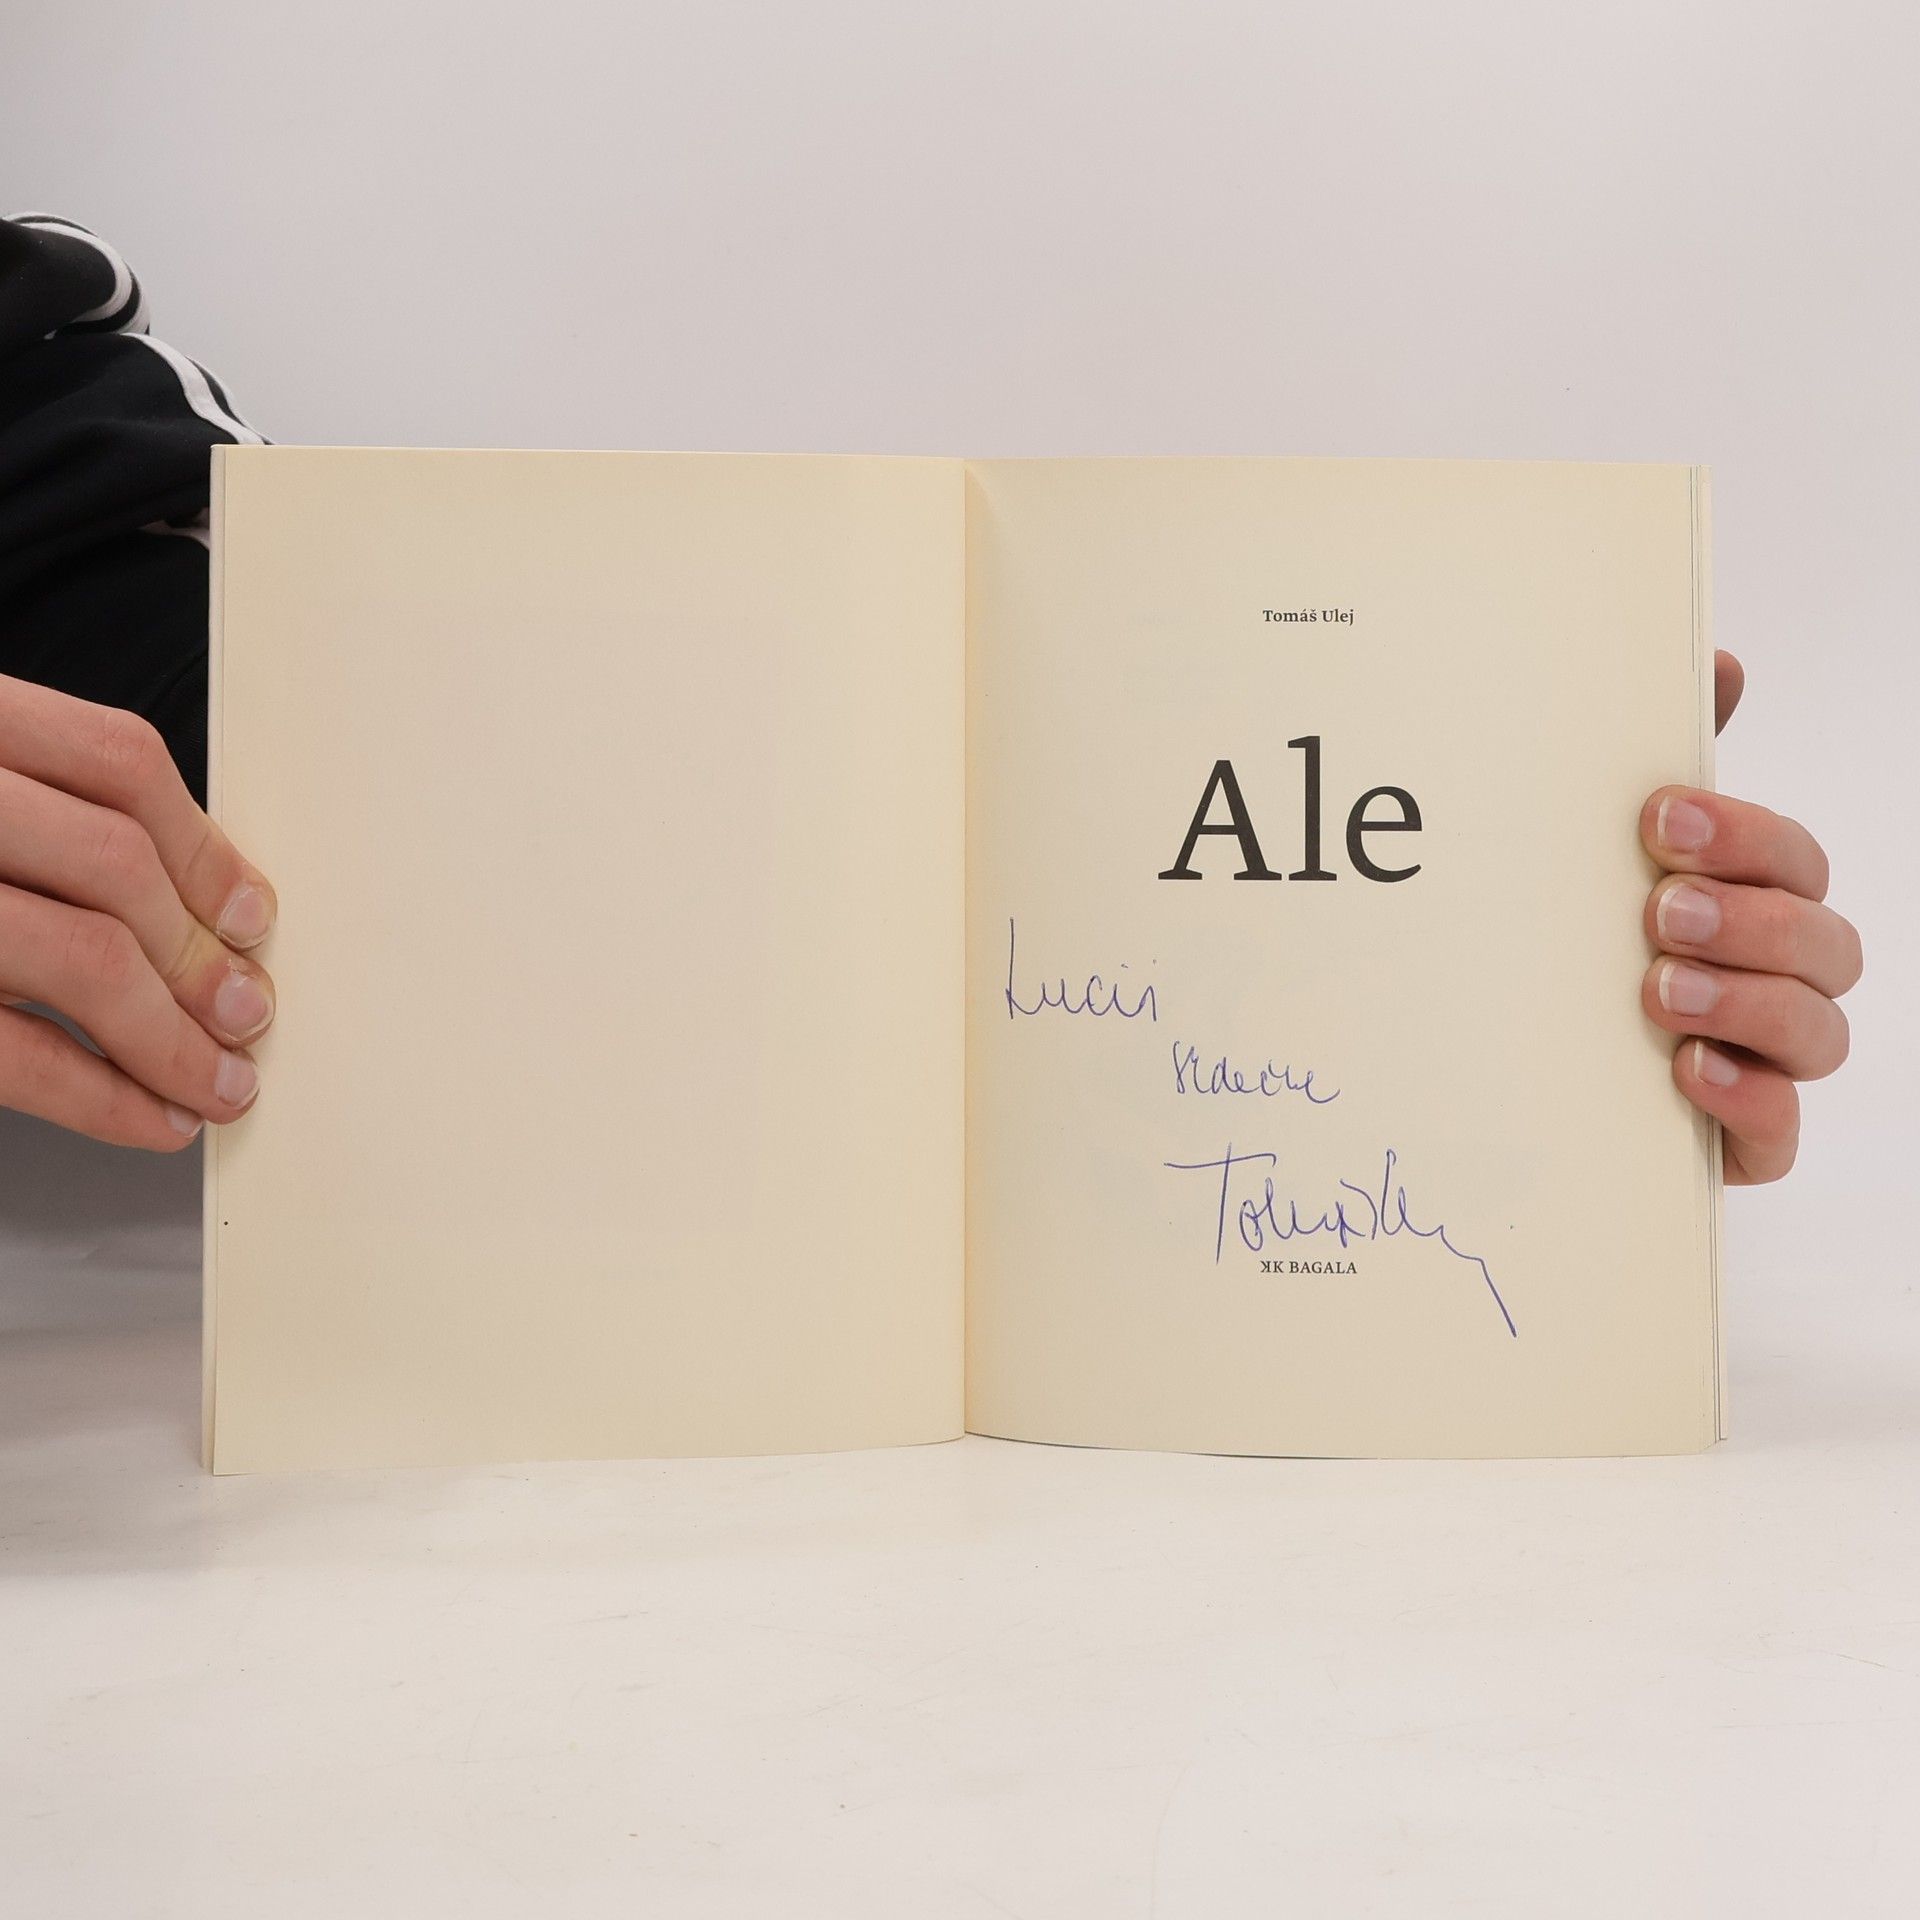 Tomáš Ulej
Ale
Lucii
srdečne
KK BAGALA